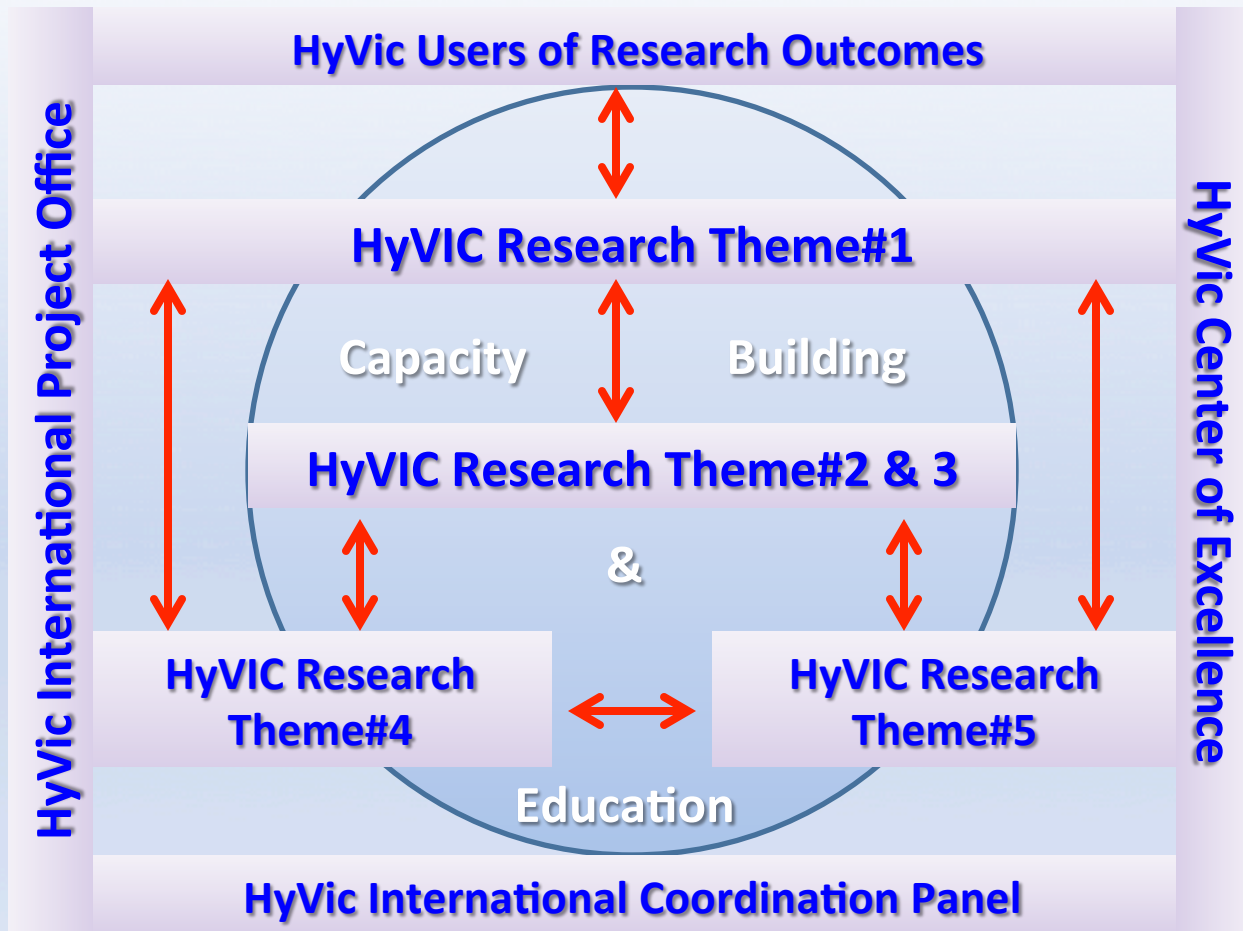 HyVic Users of Research Outcomes
HyVic International Project Office
HyVic Center of Excellence
HyVIC Research Theme#1
Capacity Building
HyVIC Research Theme#2 & 3
&
HyVIC Research
Theme#4
HyVIC Research
Theme#5
Education
HyVic International Coordination Panel